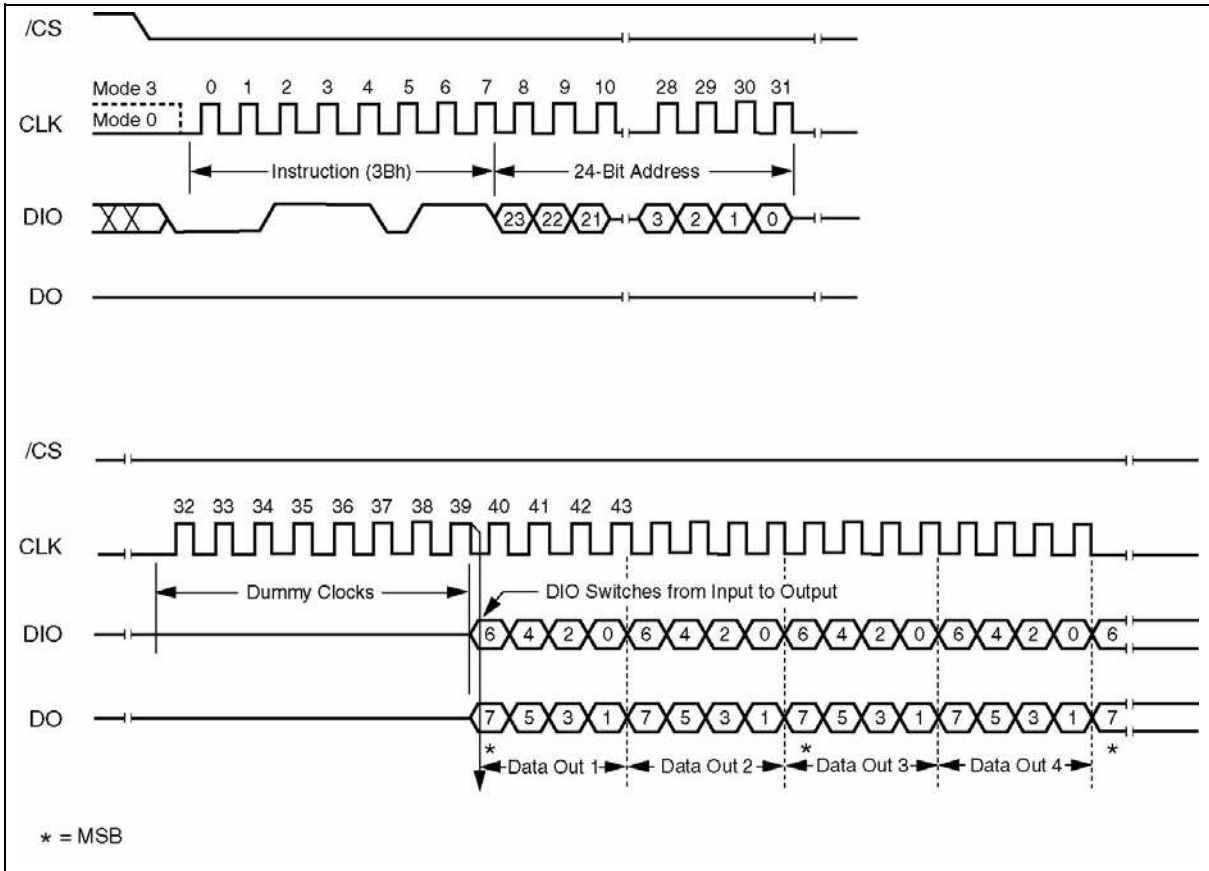 /CS
Mode 3
0 1 2 3 4 5 6 7 8 9 10 28 29 30 31
CLK
Mode 0
Instruction (3Bh)
24-Bit Address
DIO
23 22 21 3 2 1 0
DO
/CS
32 33 34 35 36 37 38 39 40 41 42 43
CLK
Dummy Clocks
DIO Switches from Input to Output
DIO
6 4 2 0 6 4 2 0 6 4 2 0 6 4 2 0 6
DO
7 5 3 1 7 5 3 1 7 5 3 1 7 5 3 1 7
* * *
Data Out 1 Data Out 2 Data Out 3 Data Out 4
* = MSB